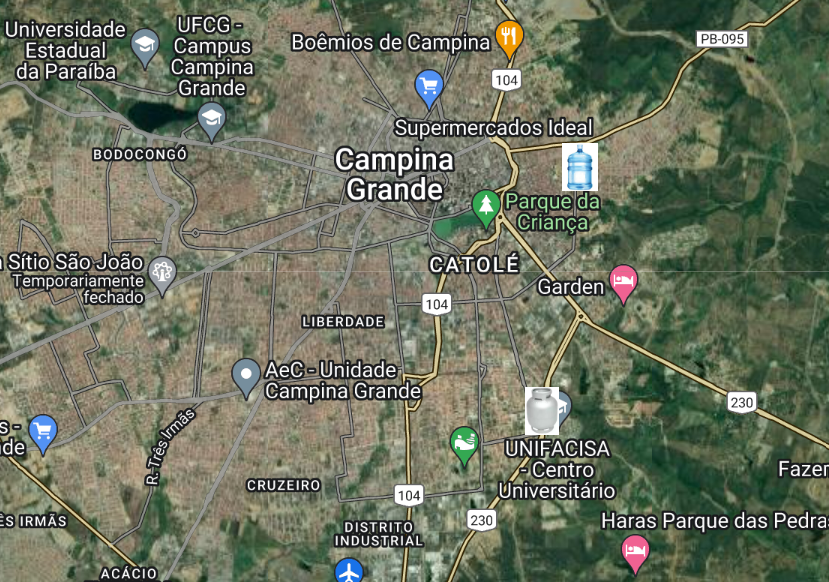 Universidade
Estadual
da Paraíba
UFCG -
Campus
Campina
Grande
Boêmios de Campina
PB-095
104
Supermercados Ideal
BODOCONGÓ
Campina
Grande
Parque da
Criança
Sítio São João
Temporariamente
fechado
CATOLÉ
Garden
104
LIBERDADE
AeC - Unidade
Campina Grande
230
R. Três Irmãs
UNIFACISA
- Centro
Universitário
CRUZEIRO
104
230
Fazer
ÊS IRMÃS
DISTRITO
INDUSTRIAL
Haras Parque das Pedras
ACÁCIO